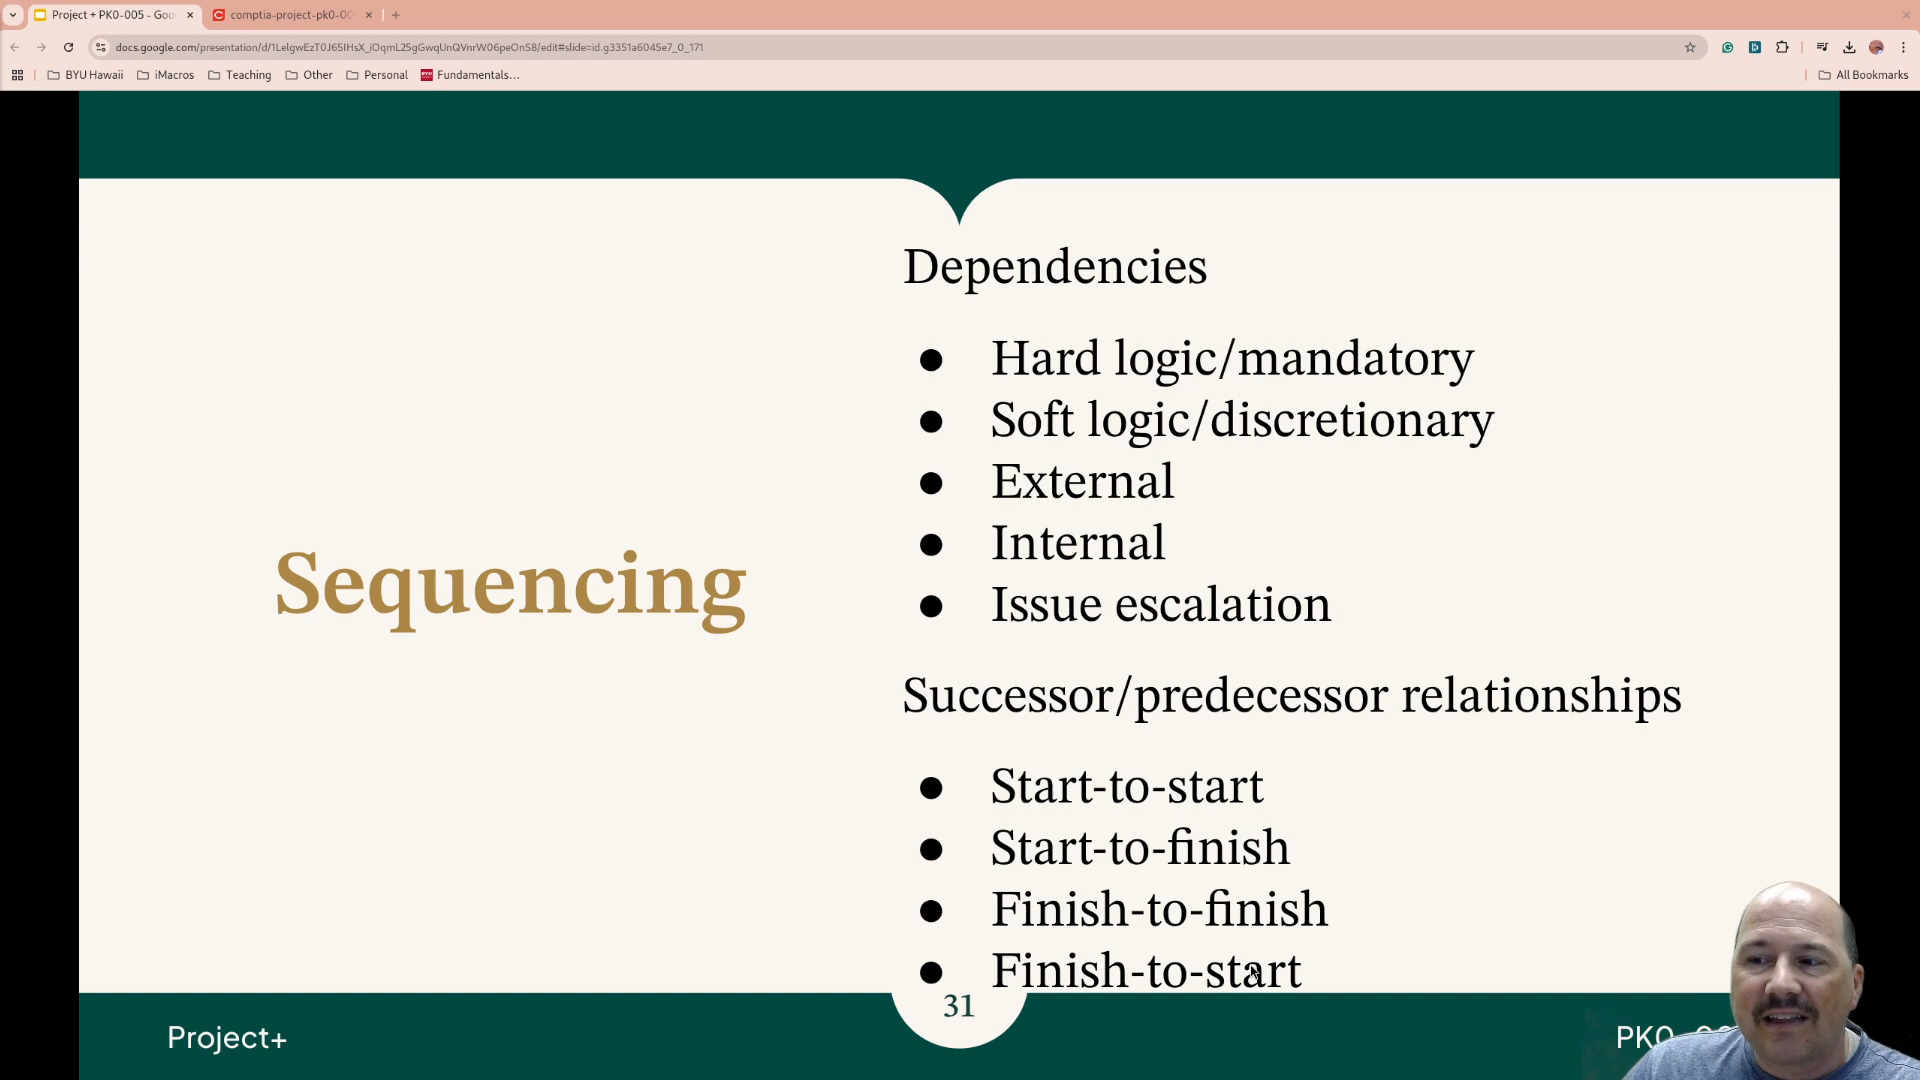 Project + PK0-005 - Goo
comptia-project-pk0-00
docs.google.com/presentation/d/1LelgwEzT0J65IHsX_iOqmL25gGwqUnQVnrW06peOnS8/edit#slide=id.g3351a6045e7_0_171
BYU Hawaii
iMacros
Teaching
Other
Personal
Fundamentals...
All Bookmarks
Sequencing
Dependencies
● Hard logic/mandatory
● Soft logic/discretionary
● External
● Internal
● Issue escalation
Successor/predecessor relationships
● Start-to-start
● Start-to-finish
● Finish-to-finish
● Finish-to-start
31
Project+